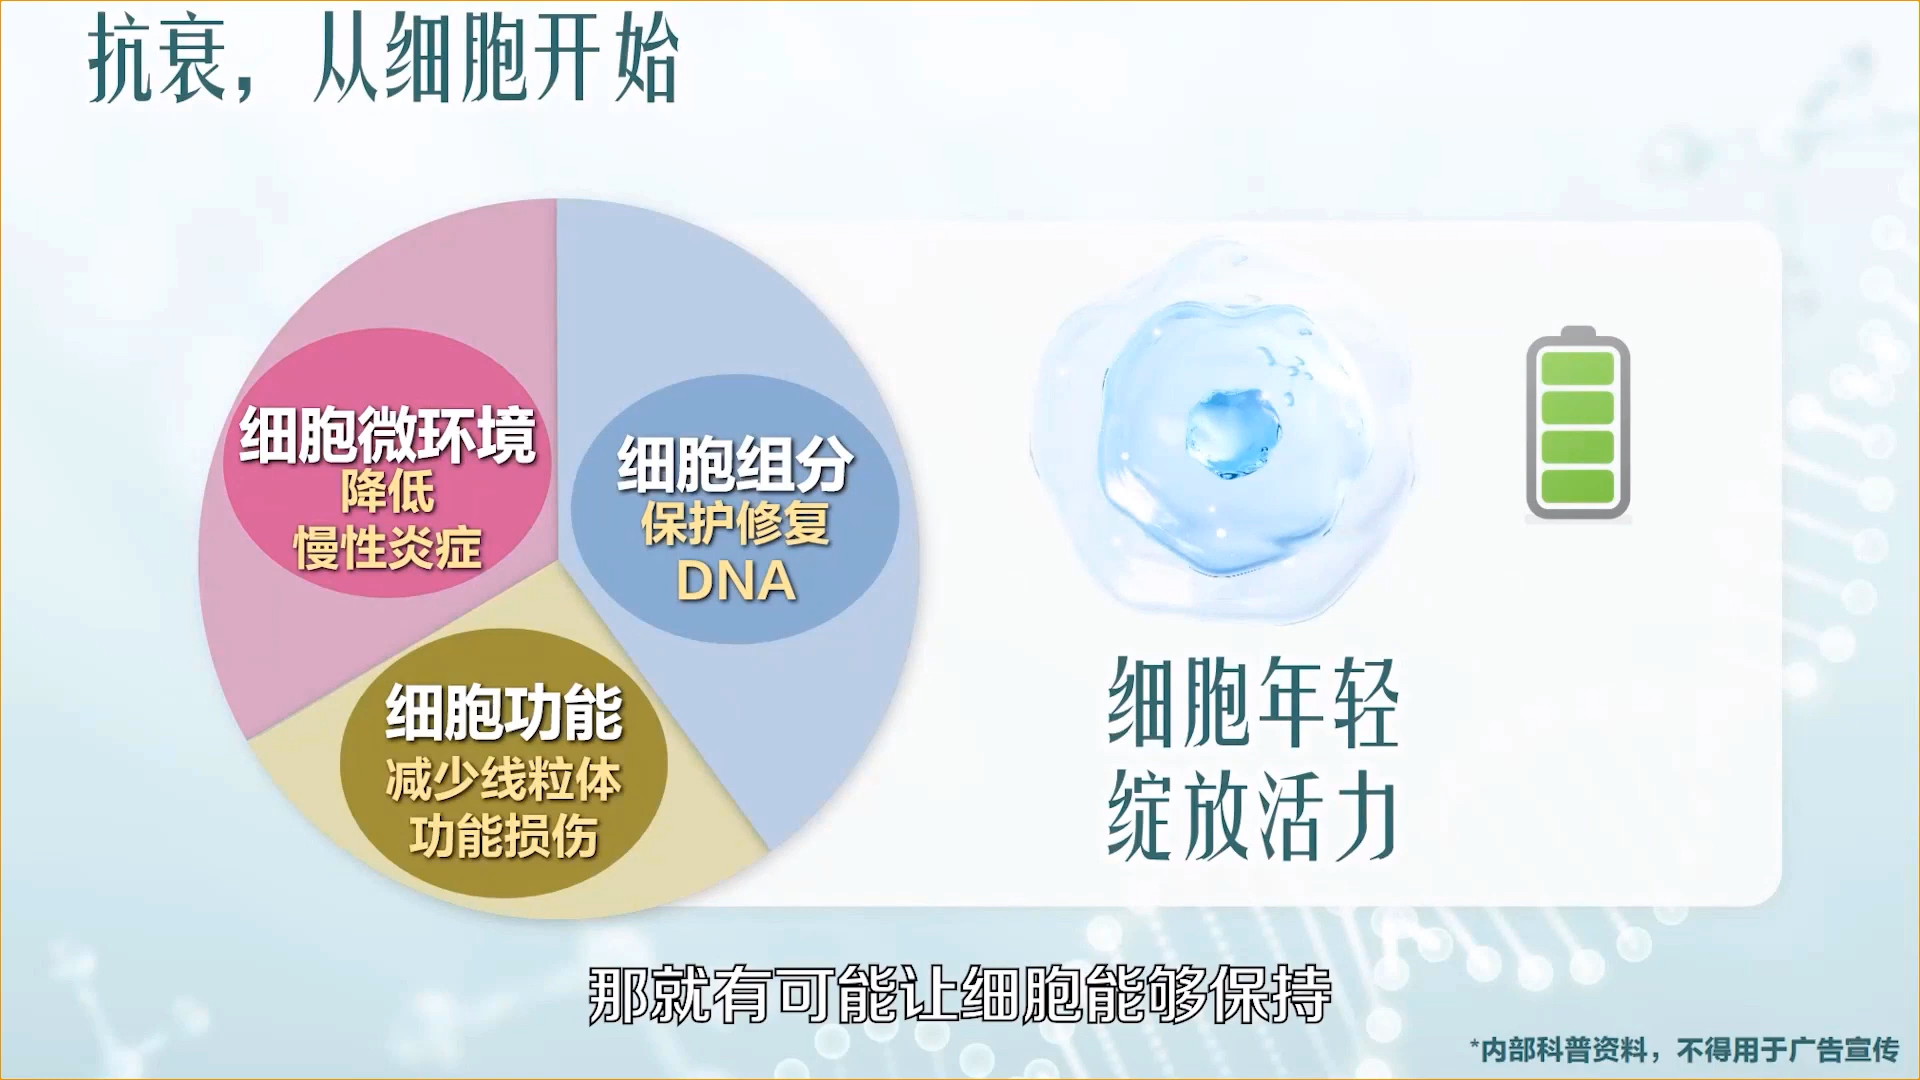 抗衰，从细胞开始
细胞微环境
降低
慢性炎症
细胞组分
保护修复
DNA
细胞功能
减少线粒体
功能损伤
细胞年轻
绽放活力
那就有可能让细胞能够保持
*内部科普资料，不得用于广告宣传